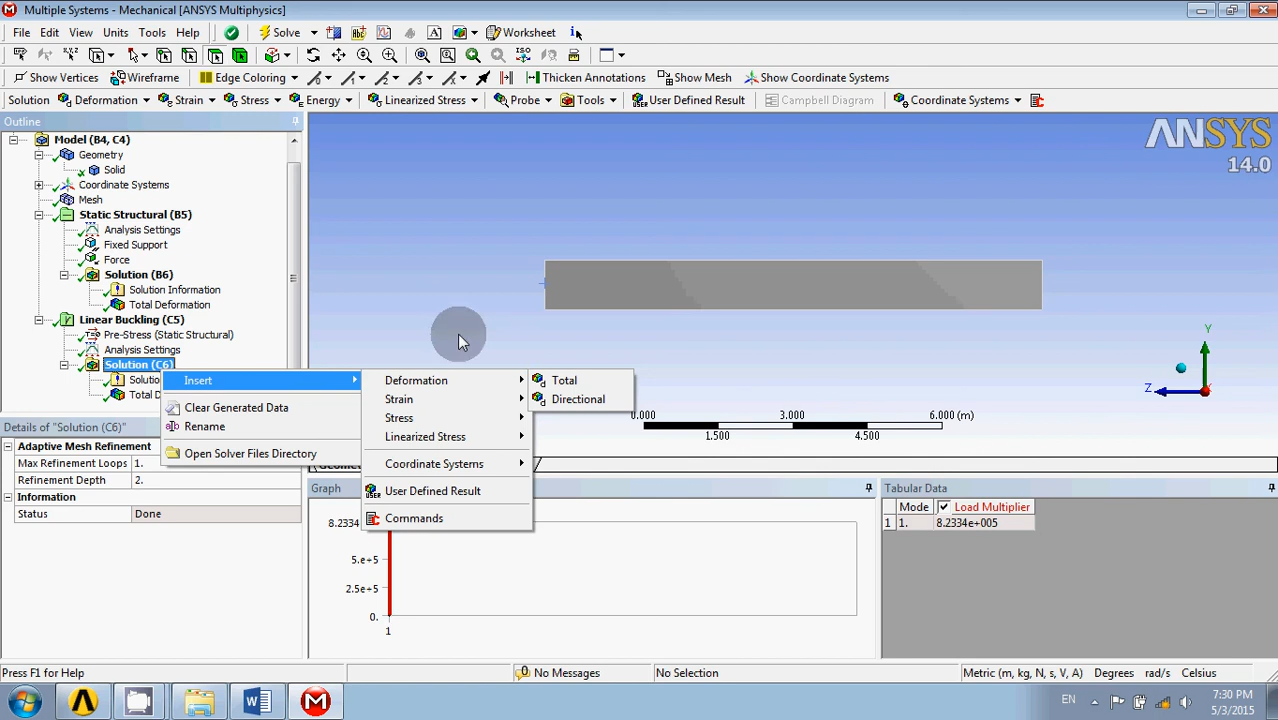 Multiple Systems - Mechanical [ANSYS Multiphysics]
File Edit View Units Tools Help Solve Worksheet
Show Vertices Wireframe Edge Coloring Thicken Annotations Show Mesh Show Coordinate Systems
Solution Deformation Strain Stress Energy Linearized Stress Probe Tools User Defined Result Campbell Diagram Coordinate Systems
Outline
Model (B4, C4)
Geometry
Solid
Coordinate Systems
Mesh
Static Structural (B5)
Analysis Settings
Fixed Support
Force
Solution (B6)
Solution Information
Total Deformation
Linear Buckling (C5)
Pre-Stress (Static Structural)
Analysis Settings
Solution (C6)
Solutio
Total D
Insert
Clear Generated Data
Rename
Open Solver Files Directory
Deformation
Strain
Stress
Linearized Stress
Coordinate Systems
User Defined Result
Commands
Total
Directional
ANSYS
14.0
Y
Z
0.000 3.000 6.000 (m)
1.500 4.500
Details of "Solution (C6)"
Adaptive Mesh Refinement
Max Refinement Loops 1.
Refinement Depth 2.
Information
Status Done
Graph
8.2334
5.e+5
2.5e+5
0.
1
Tabular Data
Mode Load Multiplier
1 1. 8.2334e+005
Press F1 for Help 0 No Messages No Selection Metric (m, kg, N, s, V, A) Degrees rad/s Celsius
EN
7:30 PM
5/3/2015